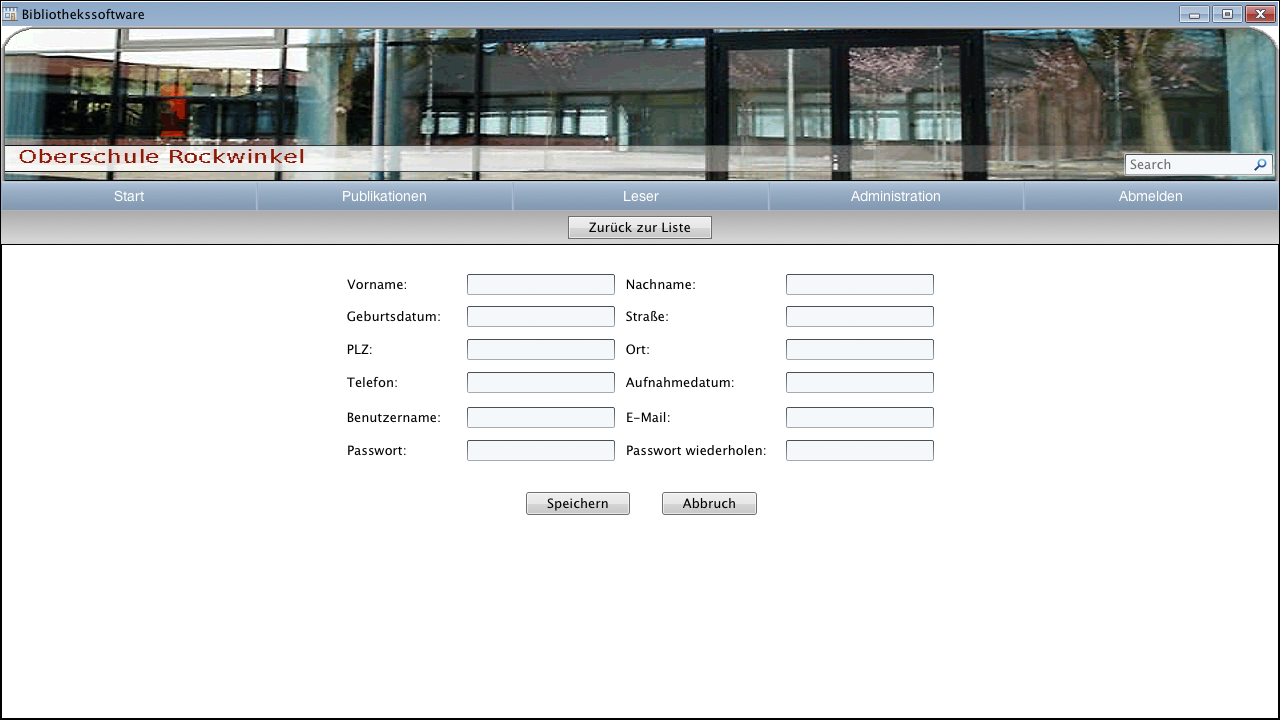 Bibliothekssoftware
Oberschule Rockwinkel
Search
Start Publikationen Leser Administration Abmelden
Zurück zur Liste
Vorname: Nachname:
Geburtsdatum: Straße:
PLZ: Ort:
Telefon: Aufnahmedatum:
Benutzername: E-Mail:
Passwort: Passwort wiederholen:
Speichern Abbruch